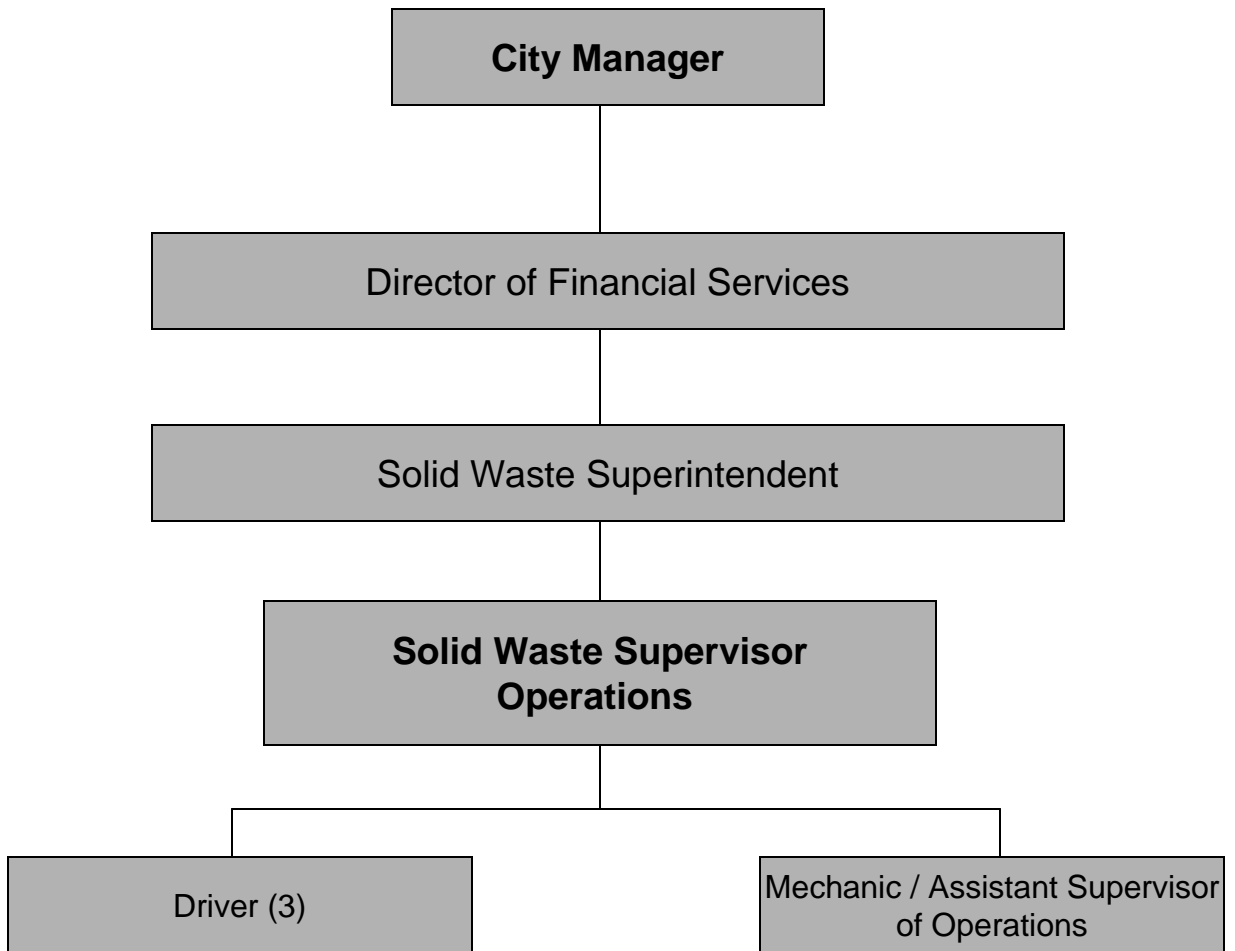 City Manager
Director of Financial Services
Solid Waste Superintendent
Solid Waste Supervisor
Operations
Driver (3)
Mechanic / Assistant Supervisor
of Operations